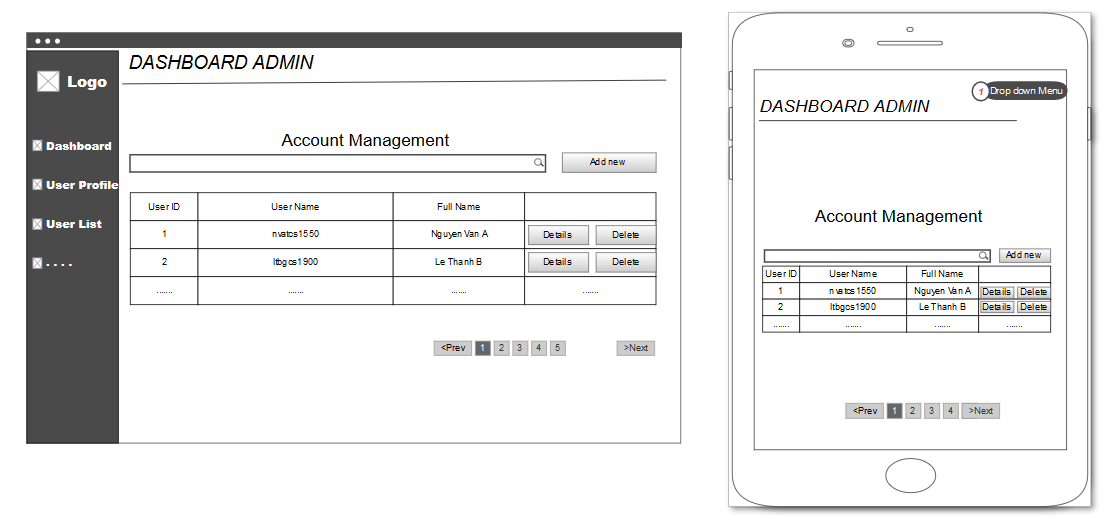 DASHBOARD ADMIN
Logo
Dashboard
User Profile
User List
. . . .
Account Management
Add new
User ID User Name Full Name
1 nvatcs1550 Nguyen Van A Details Delete
2 ltbgcs1900 Le Thanh B Details Delete
....... ....... ....... .......
<Prev 1 2 3 4 5 >Next
1 Drop down Menu
DASHBOARD ADMIN
Account Management
Add new
User ID User Name Full Name
1 nvatcs1550 Nguyen Van A Details Delete
2 ltbgcs1900 Le Thanh B Details Delete
....... ....... ....... .......
<Prev 1 2 3 4 >Next